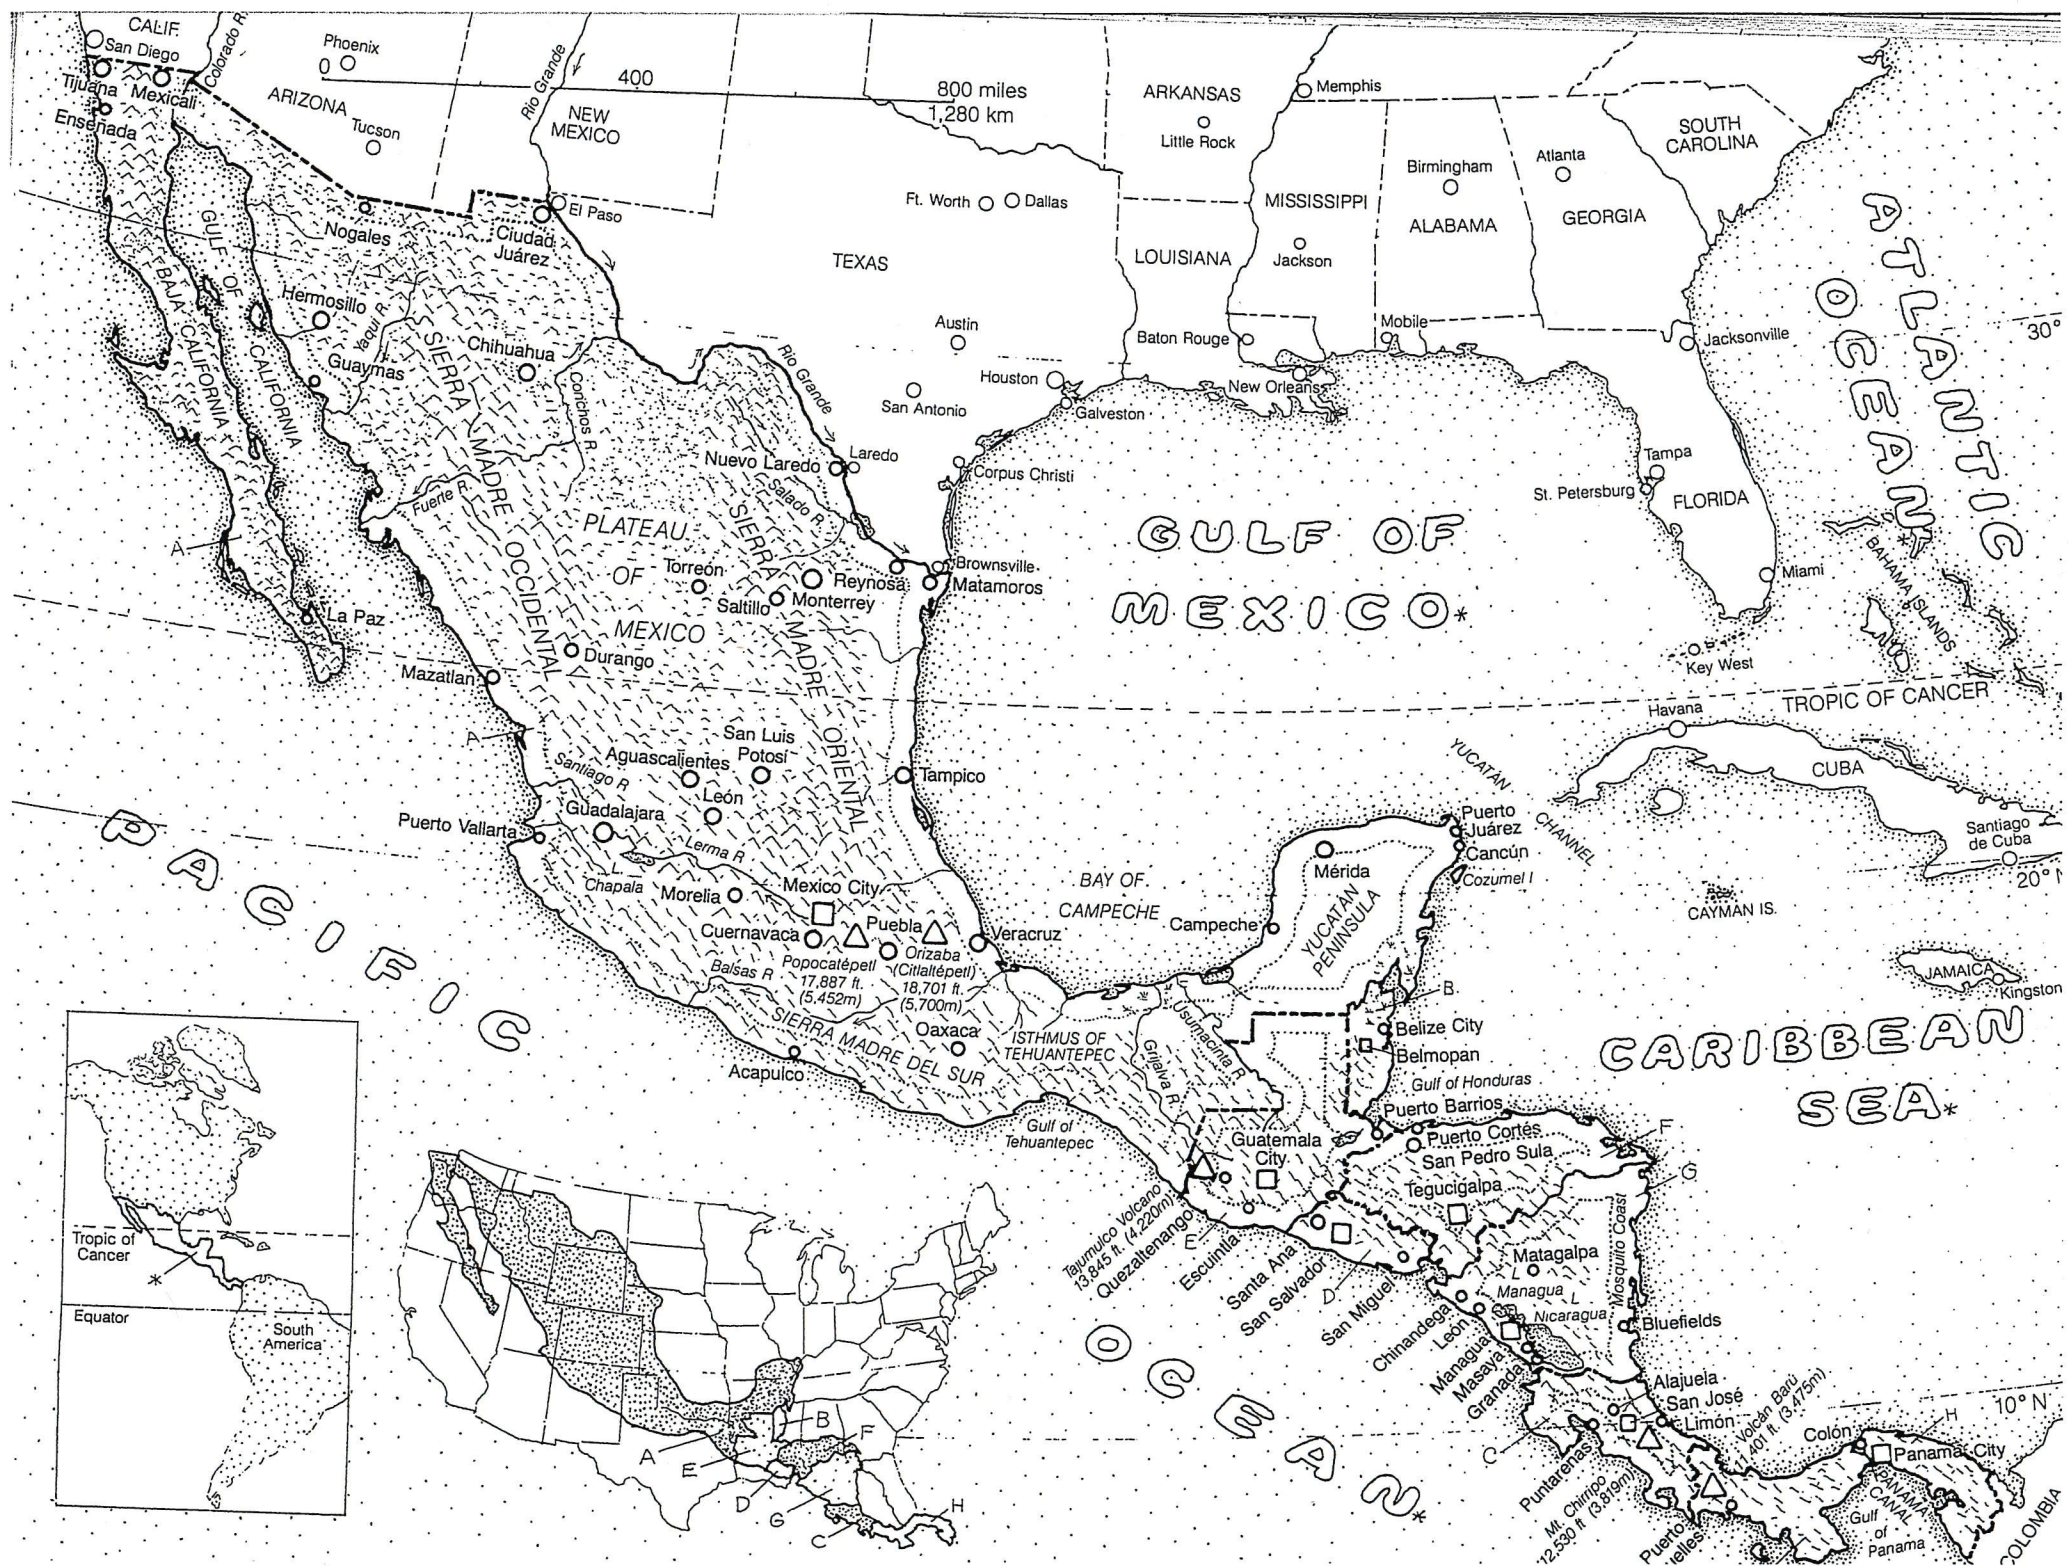 CALIF.
San Diego
Colorado R.
Phoenix
0
400
800 miles
1,280 km
Rio Grande
ARIZONA
Tucson
NEW
MEXICO
ARKANSAS
Little Rock
Memphis
SOUTH
CAROLINA
Tijuana
Mexicali
Ensenada
Birmingham
Atlanta
MISSISSIPPI
ALABAMA
GEORGIA
Ft. Worth
Dallas
El Paso
Nogales
Ciudad
Juárez
TEXAS
LOUISIANA
Jackson
ATLANTIC
OCEAN*
30°
GULF OF CALIFORNIA
BAJA CALIFORNIA
Hermosillo
Yaqui R.
Guaymas
Chihuahua
Conchos R.
Rio Grande
Austin
Baton Rouge
Mobile
Jacksonville
Houston
New Orleans
San Antonio
Galveston
SIERRA MADRE OCCIDENTAL
Nuevo Laredo
Laredo
Corpus Christi
Tampa
St. Petersburg
FLORIDA
Fuerte R.
Salado R.
PLATEAU
OF
MEXICO
SIERRA MADRE ORIENTAL
GULF OF
MEXICO*
BAHAMA ISLANDS
Miami
A
Torreón
Reynosa
Brownsville
Matamoros
Saltillo
Monterrey
La Paz
Durango
Key West
Mazatlan
TROPIC OF CANCER
Havana
A
San Luis
Potosí
Aguascalientes
Santiago R.
León
Tampico
YUCATÁN
CHANNEL
CUBA
Guadalajara
Puerto Vallarta
Puerto
Juárez
Cancún
Cozumel I
Santiago
de Cuba
20° N
PACIFIC
Lerma R.
L.
Chapala
Morelia
Mexico City
BAY OF
CAMPECHE
Mérida
YUCATÁN
PENINSULA
CAYMAN IS.
Cuernavaca
Puebla
Veracruz
Campeche
Popocatépetl
17,887 ft.
(5,452m)
Orizaba
(Citlaltépetl)
18,701 ft.
(5,700m)
Balsas R
JAMAICA
Kingston
B
SIERRA MADRE DEL SUR
Oaxaca
ISTHMUS OF
TEHUANTEPEC
Usumacinta R
Grijalva R
Belize City
Belmopan
CARIBBEAN
SEA*
Acapulco
Gulf of Honduras
Puerto Barrios
Gulf of
Tehuantepec
Guatemala
City
Puerto Cortés
San Pedro Sula
F
G
Tegucigalpa
Tajumulco Volcano
13,845 ft. (4,220m)
Quezaltenango
E
Escuintla
Santa Ana
San Salvador
D
San Miguel
Matagalpa
L
Managua
L
Nicaragua
Mosquito Coast
Chinandega
León
Managua
Masaya
Granada
Bluefields
OCEAN*
Alajuela
San José
Limón
Volcán Barú
11,401 ft. (3,475m)
10° N
C
Puntarenas
Mt. Chirripo
12,530 ft (3,819m)
Puerto
Colón
H
Panama City
PANAMA
CANAL
Gulf
of
Panama
COLOMBIA
Tropic of
Cancer
*
Equator
South
America
A
B
E
F
D
G
C
H